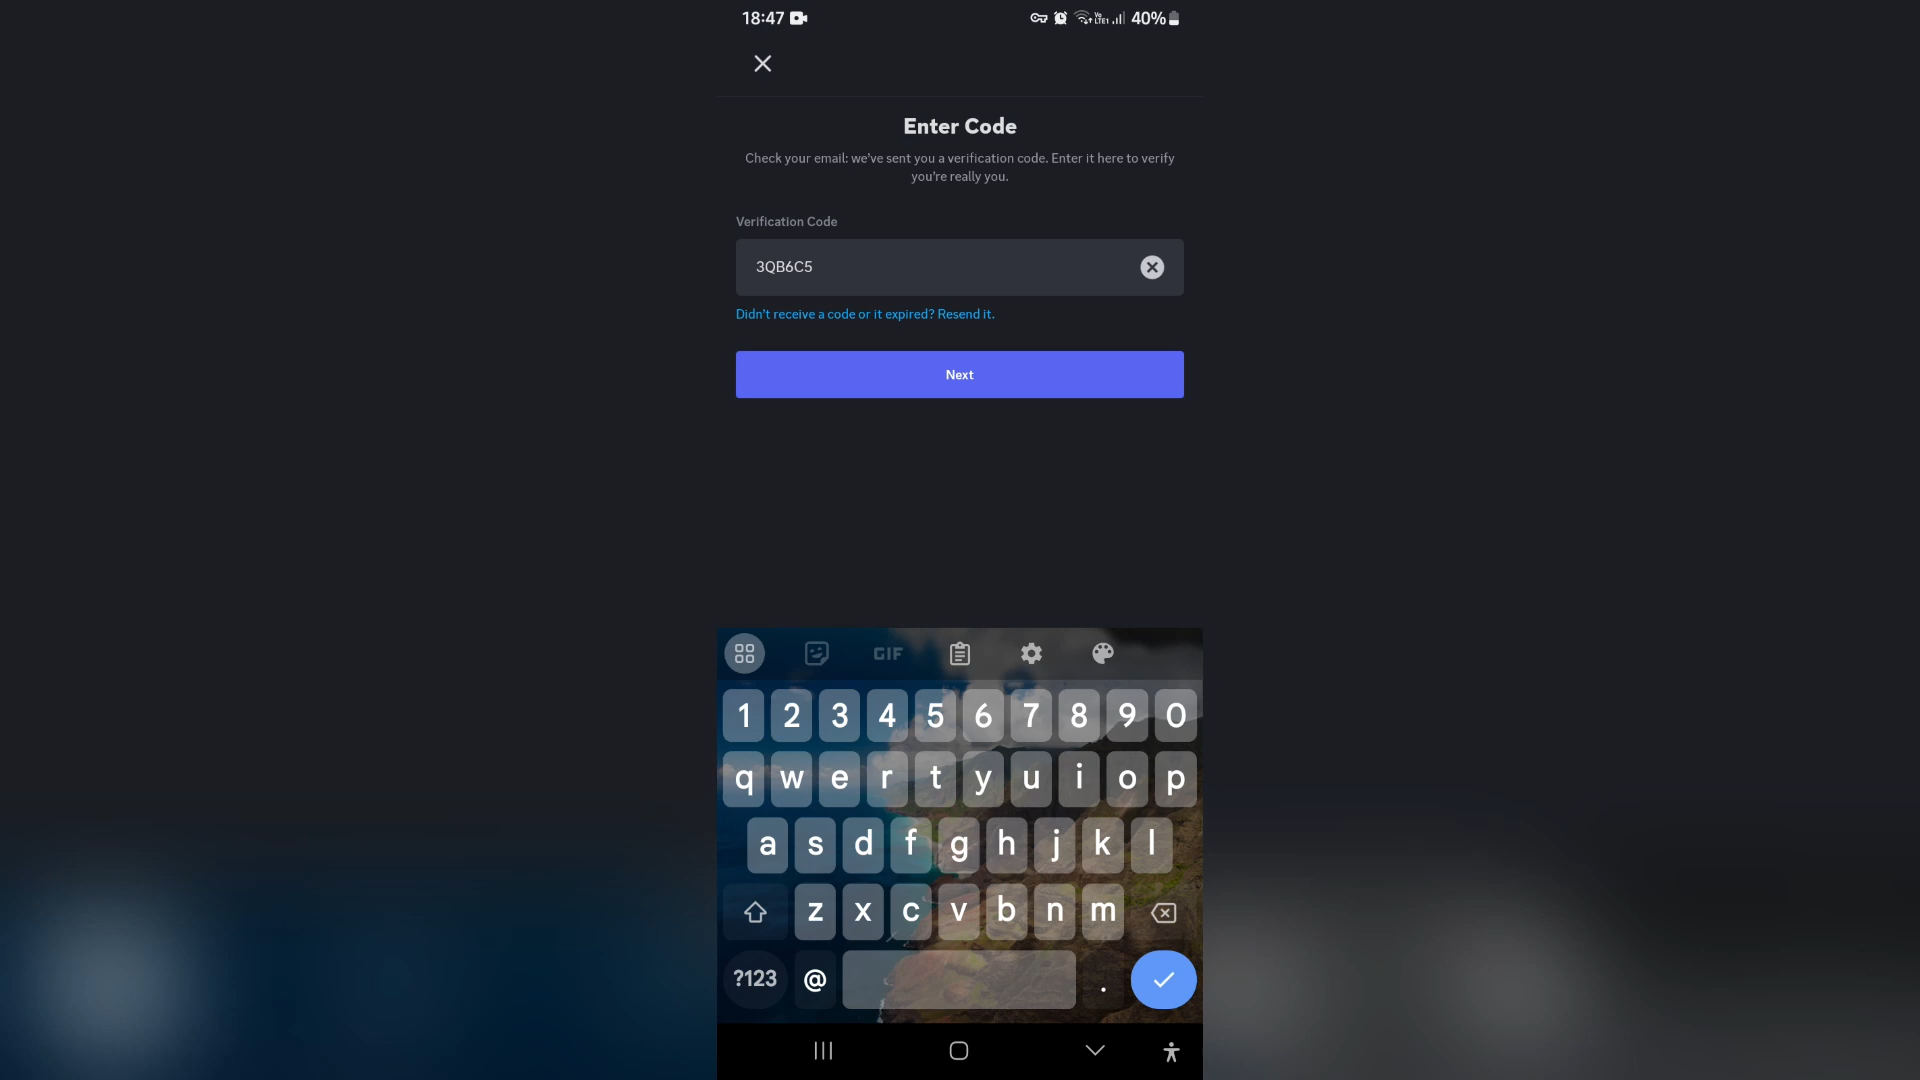 18:47 40%
Enter Code
Check your email: we've sent you a verification code. Enter it here to verify
you're really you.
Verification Code
3QB6C5
Didn't receive a code or it expired? Resend it.
Next
GIF
1 2 3 4 5 6 7 8 9 0
q w e r t y u i o p
a s d f g h j k l
z x c v b n m
?123 @ .